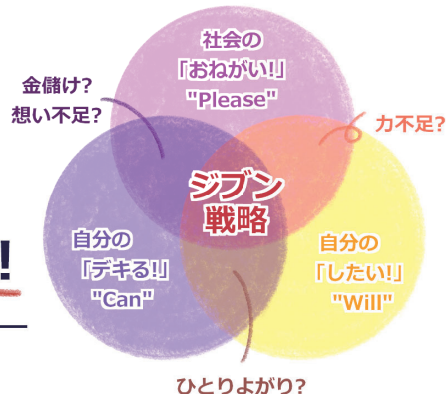 社会の
「おねがい!」
"Please"
金儲け?
想い不足?
力不足?
ジブン
戦略
!
自分の
「デキる!」
"Can"
自分の
「したい!」
"Will"
ひとりよがり?